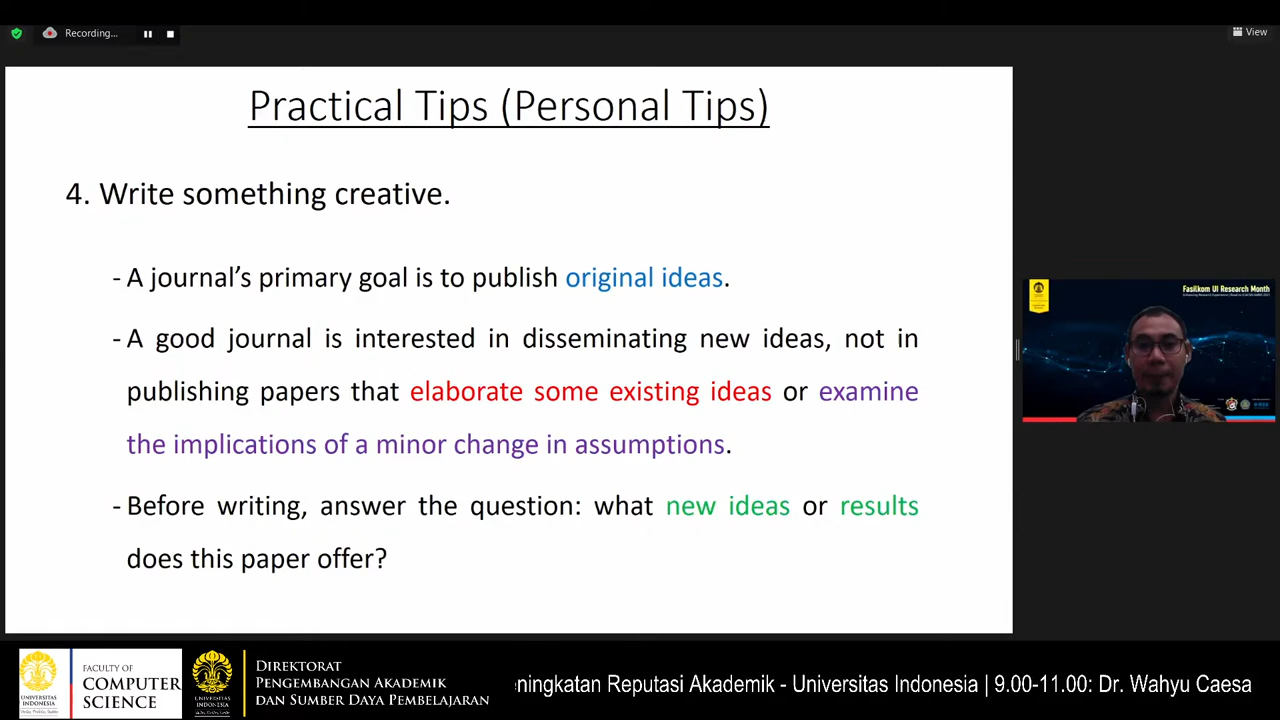 Recording...
View
Practical Tips (Personal Tips)
4. Write something creative.
- A journal's primary goal is to publish original ideas.
- A good journal is interested in disseminating new ideas, not in
publishing papers that elaborate some existing ideas or examine
the implications of a minor change in assumptions.
- Before writing, answer the question: what new ideas or results
does this paper offer?
Fasilkom UI Research Month
FACULTY OF
COMPUTER
SCIENCE
UNIVERSITAS
INDONESIA
UNIVERSITAS
INDONESIA
DIREKTORAT
PENGEMBANGAN AKADEMIK
DAN SUMBER DAYA PEMBELAJARAN
eningkatan Reputasi Akademik - Universitas Indonesia | 9.00-11.00: Dr. Wahyu Caesa